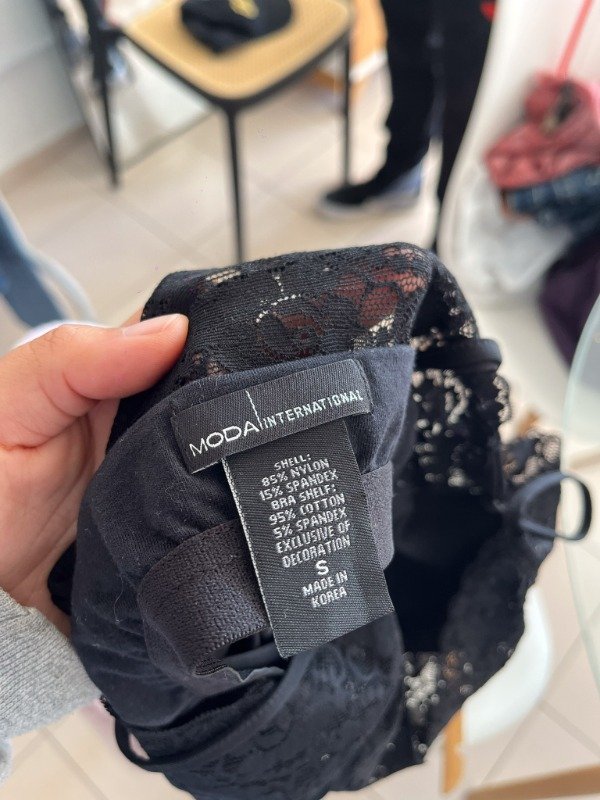 MODA INTERNATIONAL
SHELL:
85% NYLON
15% SPANDEX
BRA SHELF:
95% COTTON
5% SPANDEX
EXCLUSIVE OF
DECORATION
S
MADE IN
KOREA